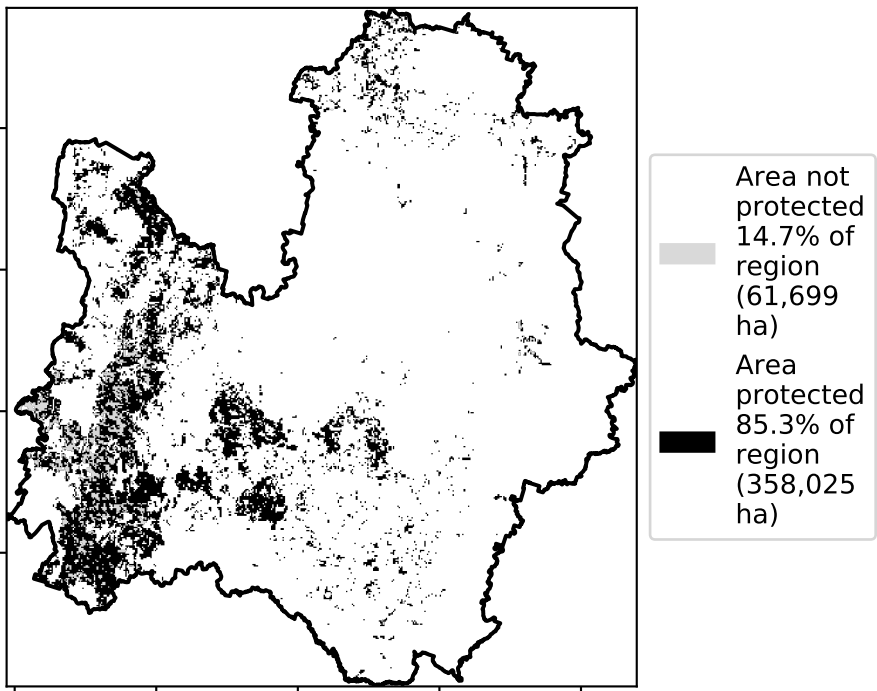 Area not
protected
14.7% of
region
(61,699
ha)
Area
protected
85.3% of
region
(358,025
ha)